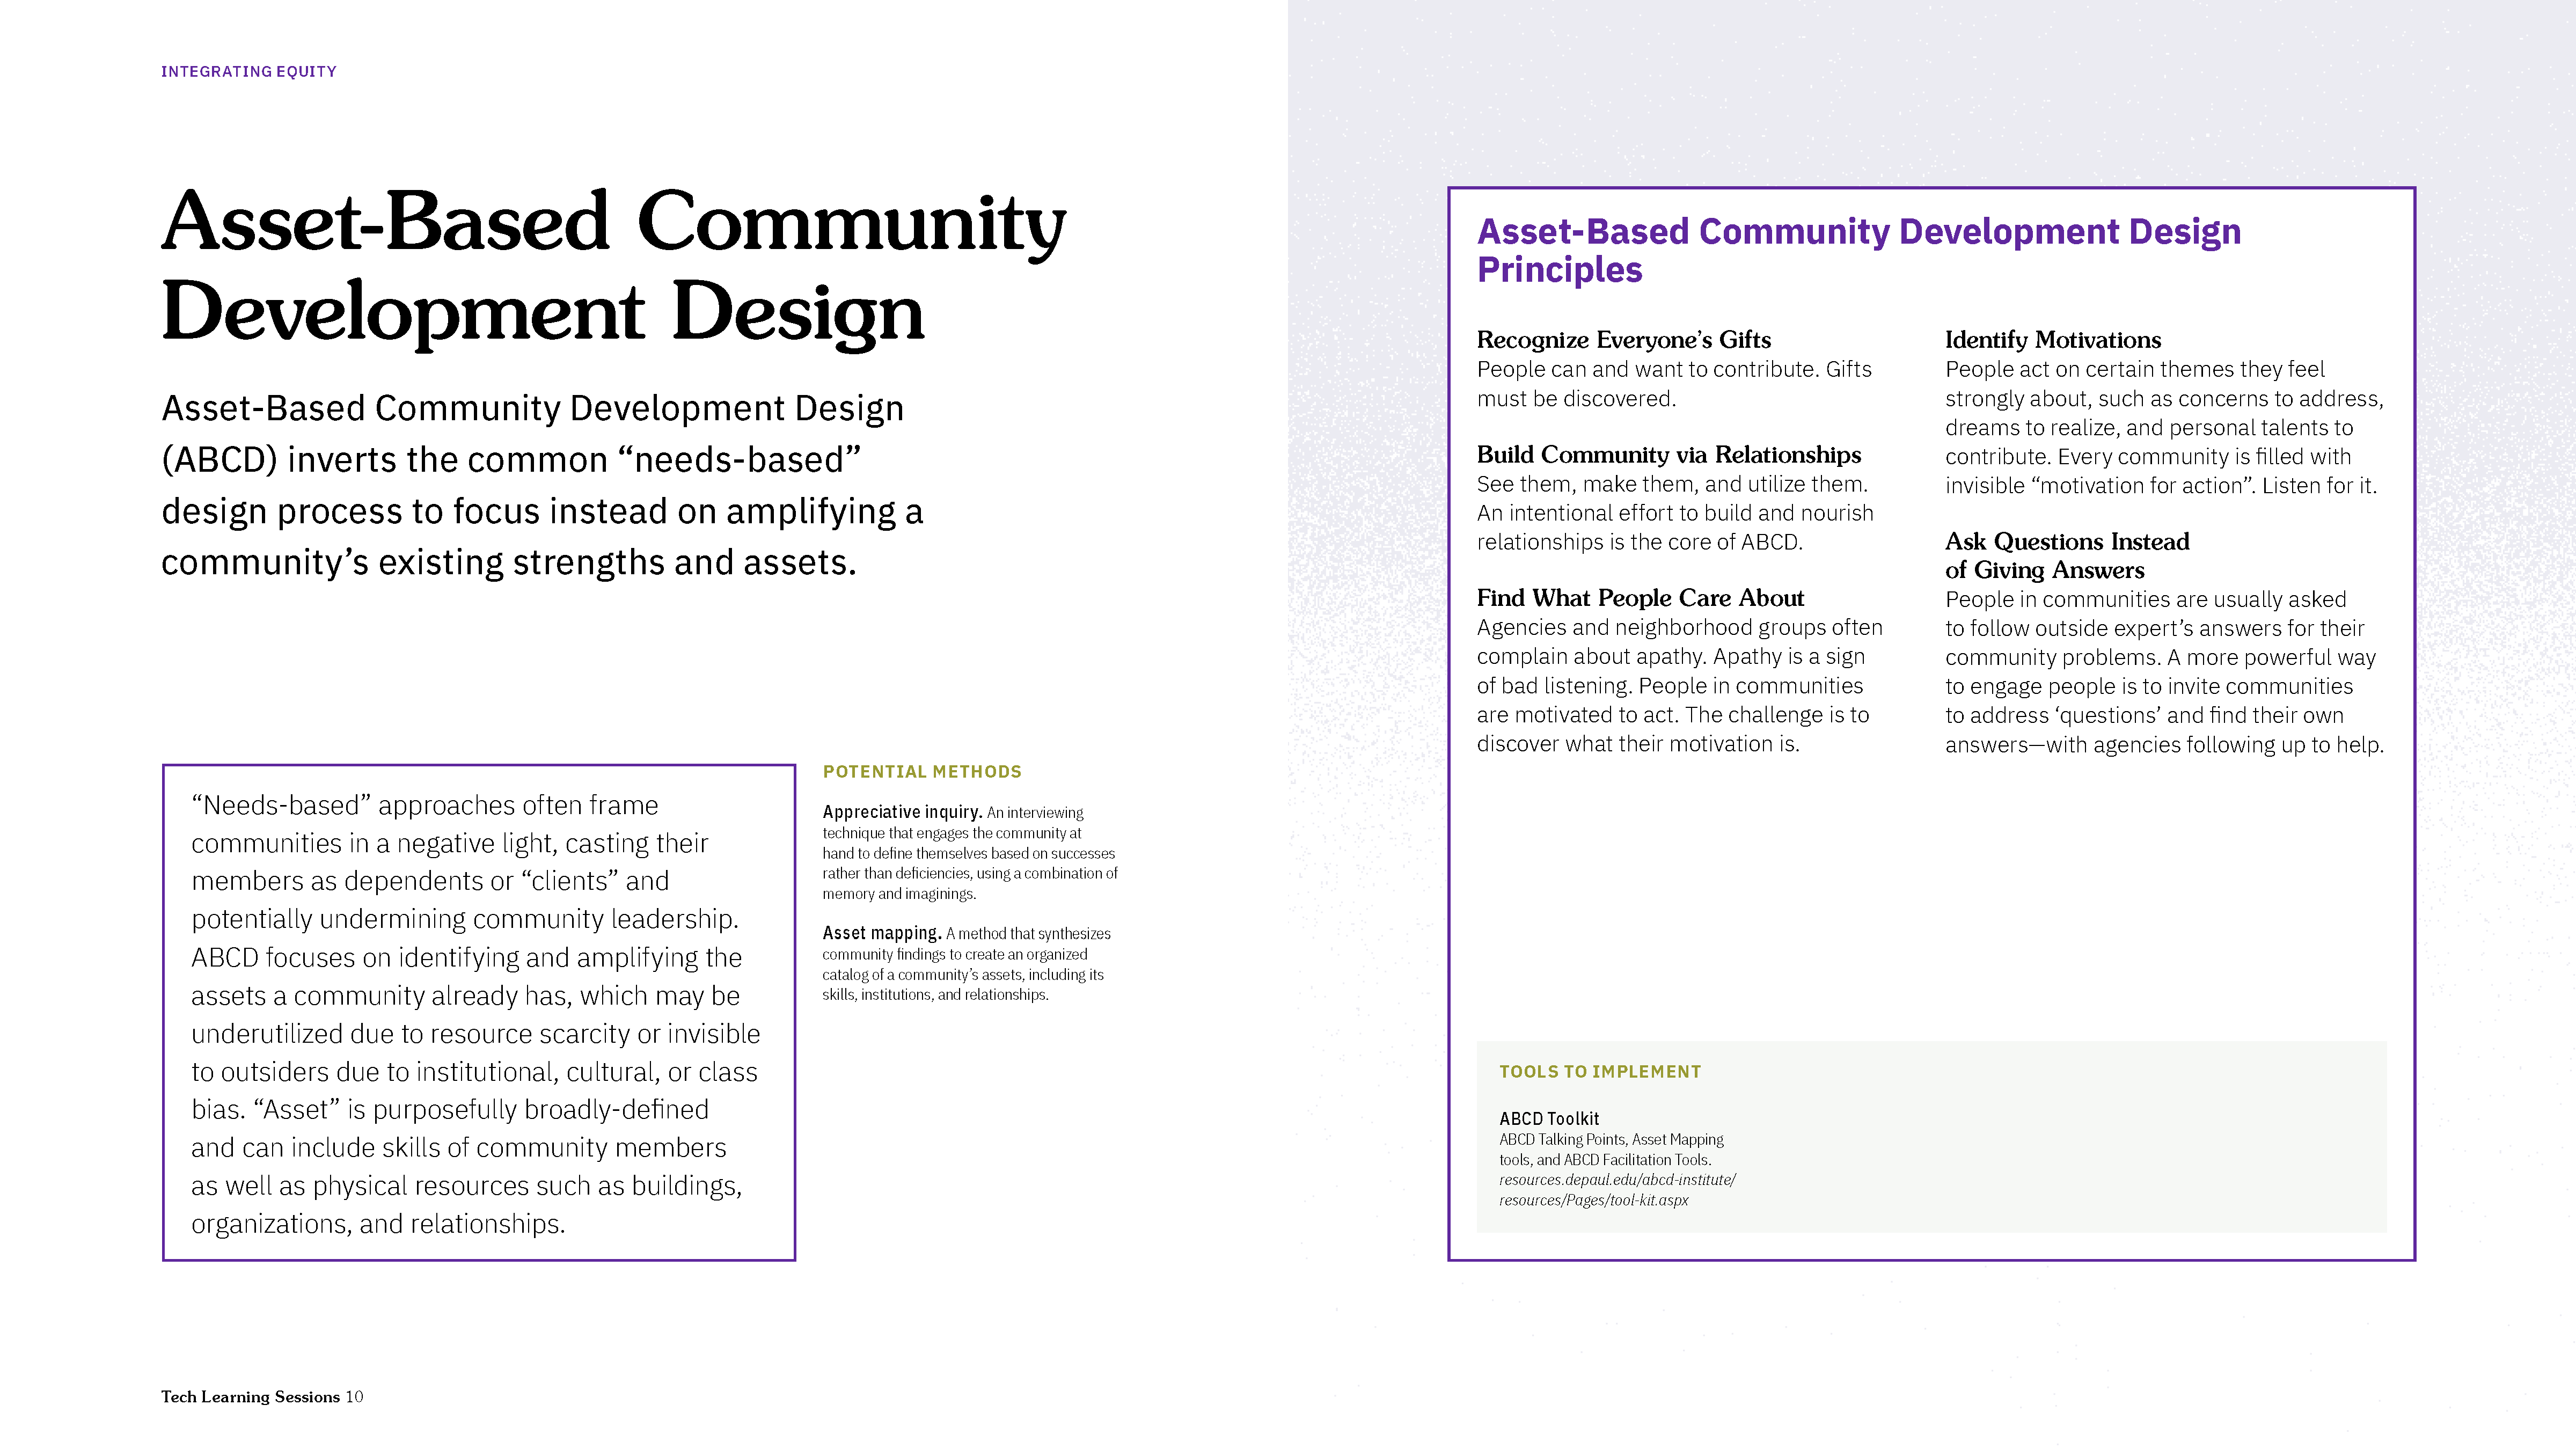 INTEGRATING EQUITY
Asset-Based Community
Development Design
Asset-Based Community Development Design
(ABCD) inverts the common “needs-based”
design process to focus instead on amplifying a
community’s existing strengths and assets.
“Needs-based” approaches often frame
communities in a negative light, casting their
members as dependents or “clients” and
potentially undermining community leadership.
ABCD focuses on identifying and amplifying the
assets a community already has, which may be
underutilized due to resource scarcity or invisible
to outsiders due to institutional, cultural, or class
bias. “Asset” is purposefully broadly-defined
and can include skills of community members
as well as physical resources such as buildings,
organizations, and relationships.
POTENTIAL METHODS
Appreciative inquiry. An interviewing
technique that engages the community at
hand to define themselves based on successes
rather than deficiencies, using a combination of
memory and imaginings.
Asset mapping. A method that synthesizes
community findings to create an organized
catalog of a community’s assets, including its
skills, institutions, and relationships.
Tech Learning Sessions 10
Asset-Based Community Development Design
Principles
Recognize Everyone’s Gifts
People can and want to contribute. Gifts
must be discovered.
Build Community via Relationships
See them, make them, and utilize them.
An intentional effort to build and nourish
relationships is the core of ABCD.
Find What People Care About
Agencies and neighborhood groups often
complain about apathy. Apathy is a sign
of bad listening. People in communities
are motivated to act. The challenge is to
discover what their motivation is.
Identify Motivations
People act on certain themes they feel
strongly about, such as concerns to address,
dreams to realize, and personal talents to
contribute. Every community is filled with
invisible “motivation for action”. Listen for it.
Ask Questions Instead
of Giving Answers
People in communities are usually asked
to follow outside expert’s answers for their
community problems. A more powerful way
to engage people is to invite communities
to address ‘questions’ and find their own
answers—with agencies following up to help.
TOOLS TO IMPLEMENT
ABCD Toolkit
ABCD Talking Points, Asset Mapping
tools, and ABCD Facilitation Tools.
resources.depaul.edu/abcd-institute/
resources/Pages/tool-kit.aspx